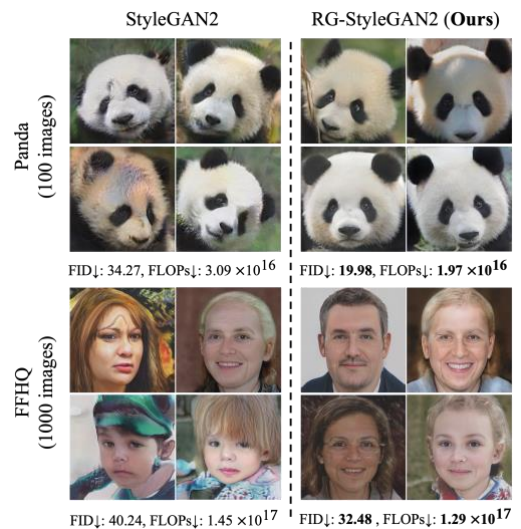 StyleGAN2
RG-StyleGAN2 (Ours)
Panda
(100 images)
FID↓: 34.27, FLOPs↓: 3.09 ×10^16
FID↓: 19.98, FLOPs↓: 1.97 ×10^16
FFHQ
(1000 images)
FID↓: 40.24, FLOPs↓: 1.45 ×10^17
FID↓: 32.48 , FLOPs↓: 1.29 ×10^17